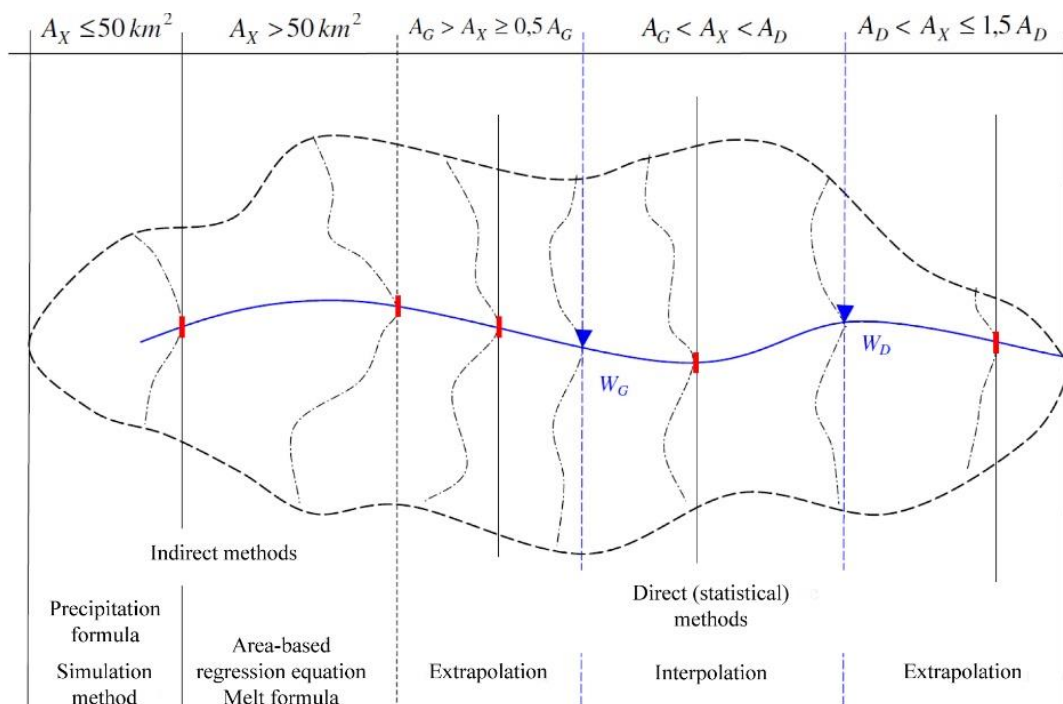 A_X ≤50 km²
A_X >50 km²
A_G > A_X ≥ 0,5 A_G
A_G < A_X < A_D
A_D < A_X ≤ 1,5 A_D
W_G
W_D
Indirect methods
Direct (statistical)
methods
Precipitation
formula
Simulation
method
Area-based
regression equation
Melt formula
Extrapolation
Interpolation
Extrapolation